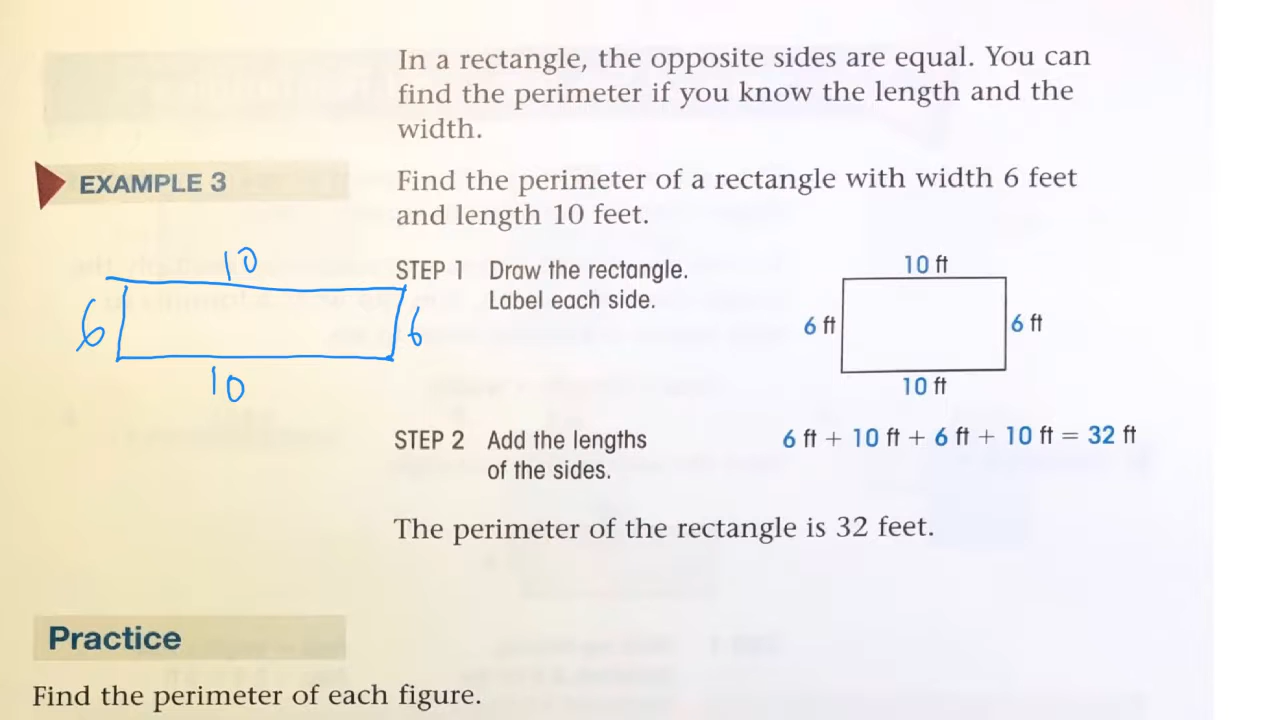 In a rectangle, the opposite sides are equal. You can
find the perimeter if you know the length and the
width.
EXAMPLE 3
Find the perimeter of a rectangle with width 6 feet
and length 10 feet.
10
6
6
10
STEP 1 Draw the rectangle.
Label each side.
10 ft
6 ft
6 ft
10 ft
STEP 2 Add the lengths
of the sides.
6 ft + 10 ft + 6 ft + 10 ft = 32 ft
The perimeter of the rectangle is 32 feet.
Practice
Find the perimeter of each figure.